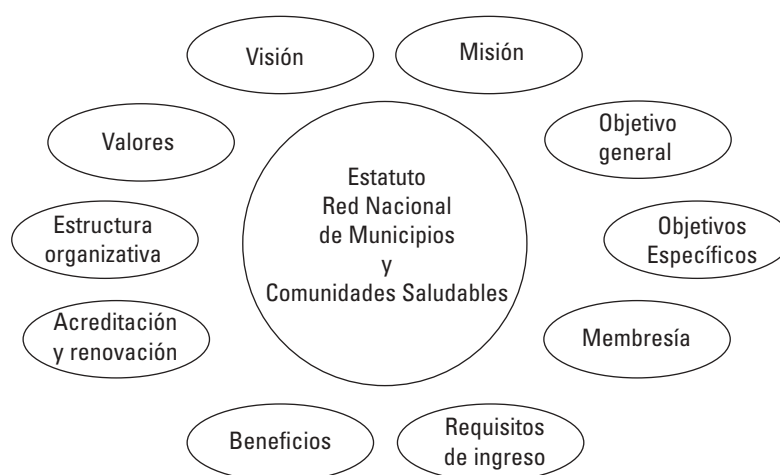 Visión
Misión
Valores
Objetivo
general
Estatuto
Red Nacional
de Municipios
y
Comunidades Saludables
Estructura
organizativa
Objetivos
Específicos
Acreditación
y renovación
Membresía
Beneficios
Requisitos
de ingreso